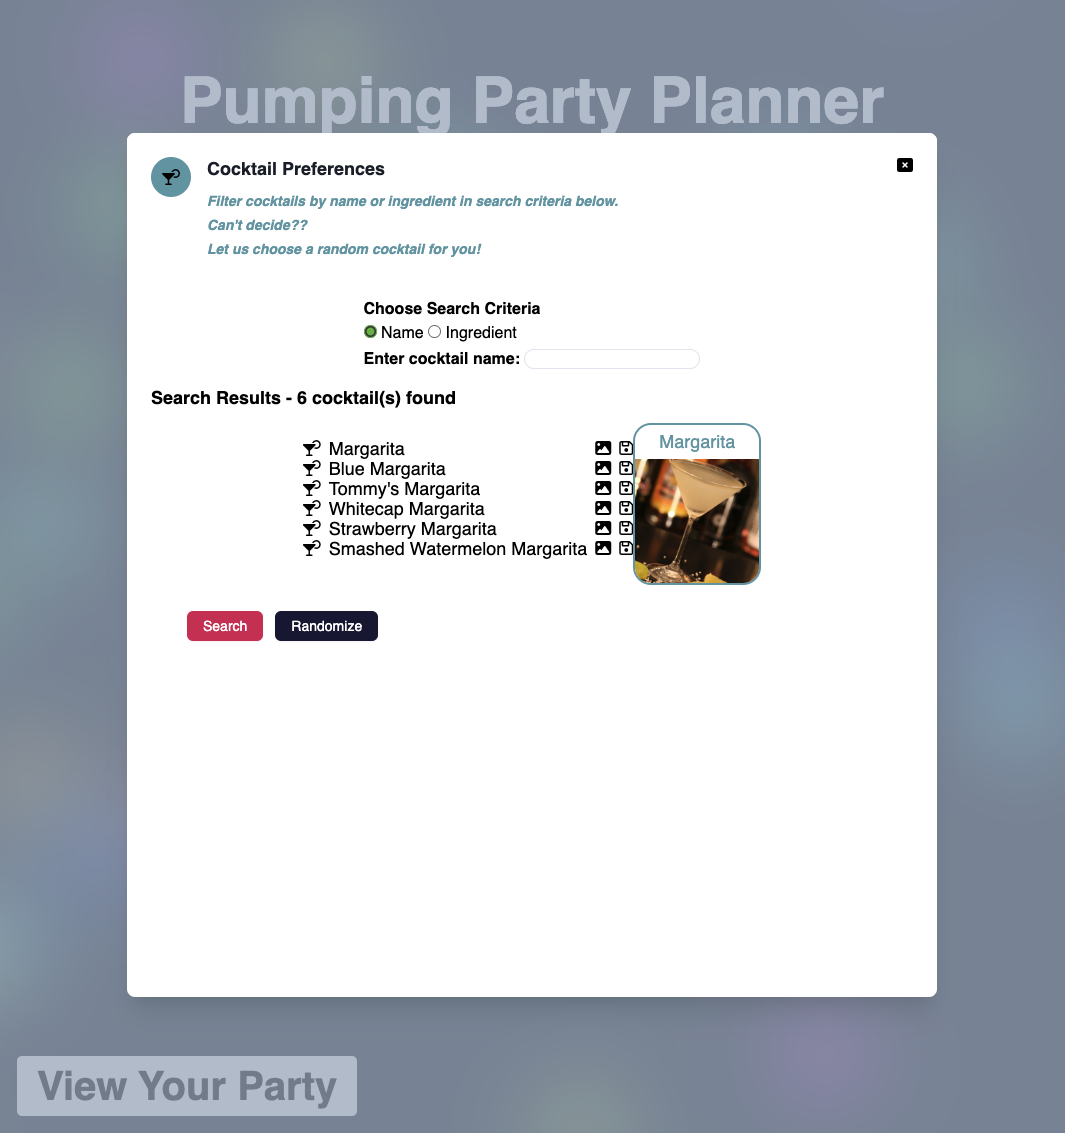 Pumping Party Planner
Cocktail Preferences
Filter cocktails by name or ingredient in search criteria below.
Can't decide??
Let us choose a random cocktail for you!
Choose Search Criteria
Name Ingredient
Enter cocktail name:
Search Results - 6 cocktail(s) found
Margarita
Blue Margarita
Tommy's Margarita
Whitecap Margarita
Strawberry Margarita
Smashed Watermelon Margarita
Margarita
Search Randomize
View Your Party